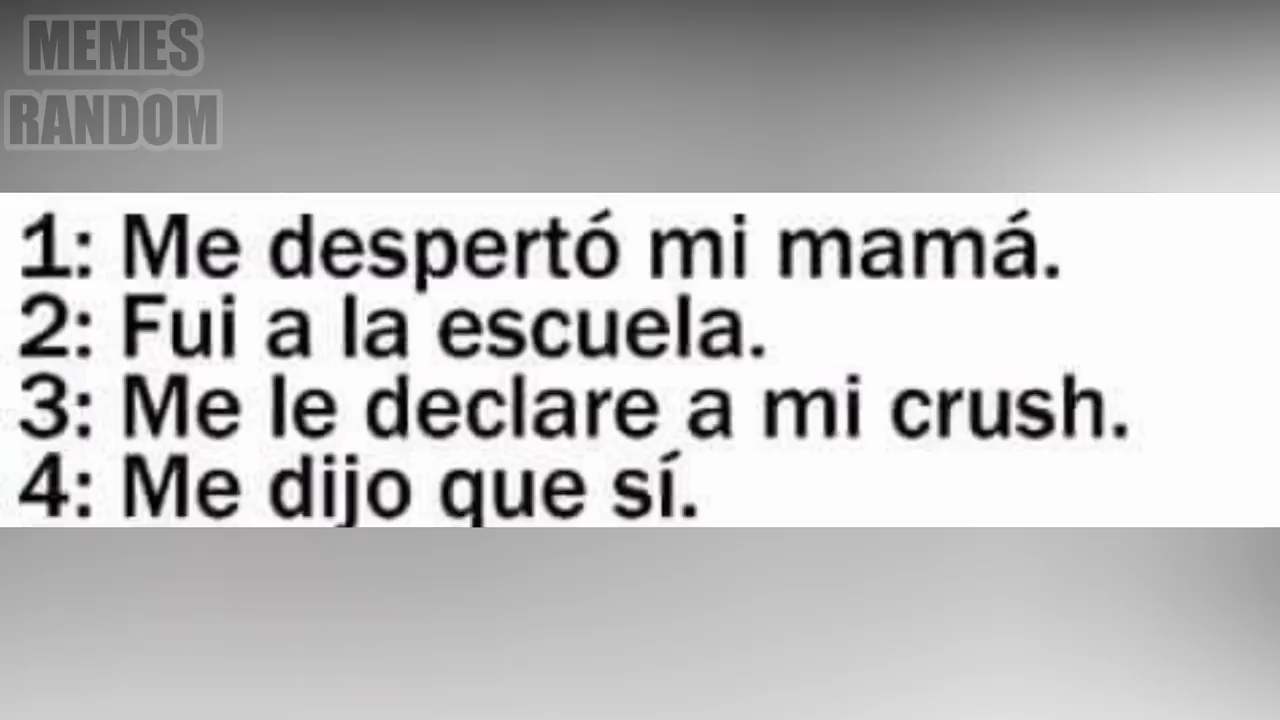 MEMES
RANDOM
1: Me despertó mi mamá.
2: Fui a la escuela.
3: Me le declare a mi crush.
4: Me dijo que sí.